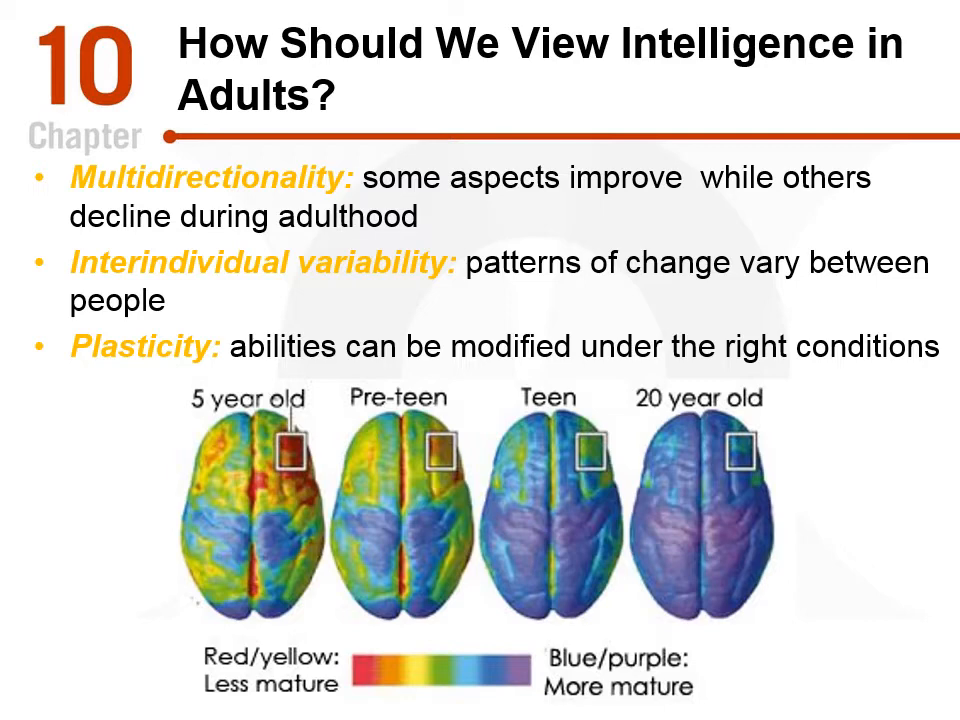 10
Chapter
How Should We View Intelligence in
Adults?
• Multidirectionality: some aspects improve  while others
decline during adulthood
• Interindividual variability: patterns of change vary between
people
• Plasticity: abilities can be modified under the right conditions
5 year old Pre-teen Teen 20 year old
Red/yellow: Blue/purple:
Less mature More mature